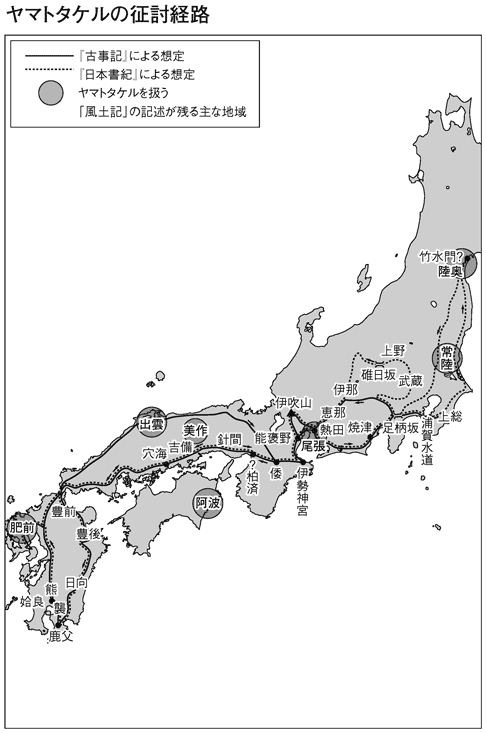 ヤマトタケルの征討経路
『古事記』による想定
『日本書紀』による想定
ヤマトタケルを扱う
「風土記」の記述が残る主な地域
竹水門?
陸奥
常陸
上野
碓日坂
武蔵
伊那
伊吹山
恵那
熱田
焼津
足柄坂
上総
浦賀水道
出雲
美作
吉備
針間
能褒野
尾張
穴海
?
柏済
倭
伊勢神宮
阿波
豊前
肥前
豊後
日向
熊
姶良
襲
鹿父